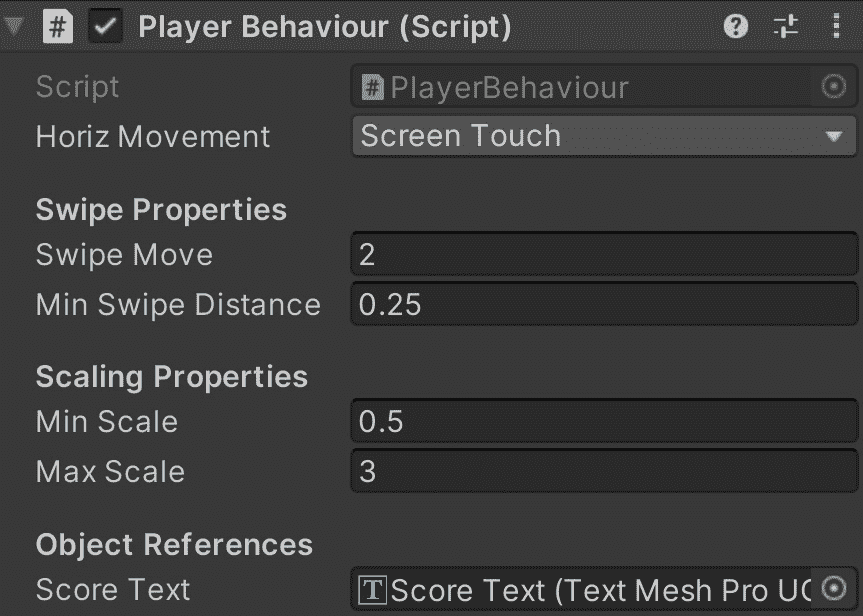 Player Behaviour (Script)
Script PlayerBehaviour
Horiz Movement Screen Touch
Swipe Properties
Swipe Move 2
Min Swipe Distance 0.25
Scaling Properties
Min Scale 0.5
Max Scale 3
Object References
Score Text Score Text (Text Mesh Pro UG